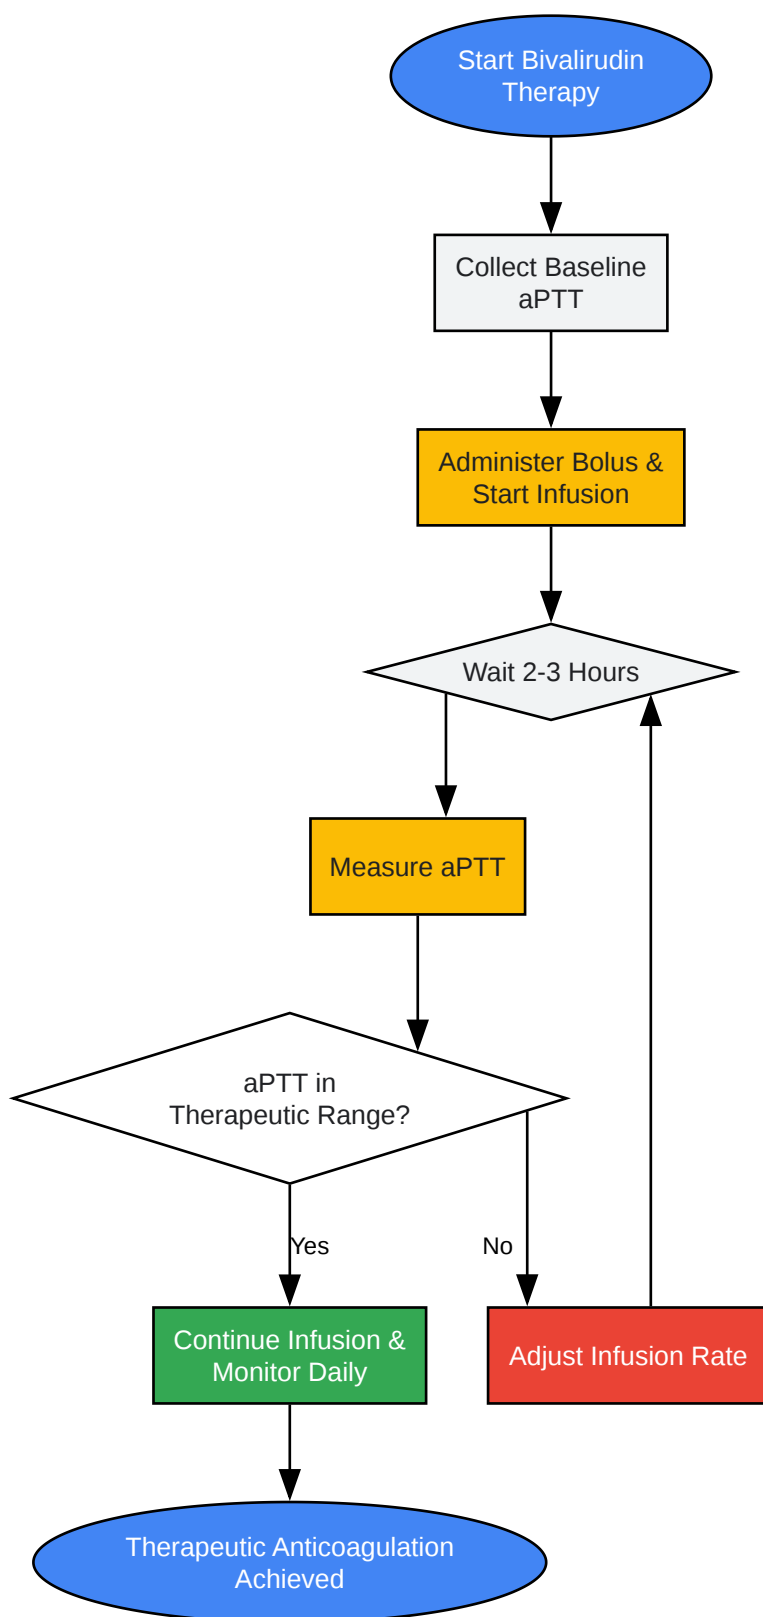 Start Bivalirudin
Therapy
Collect Baseline
aPTT
Administer Bolus &
Start Infusion
Wait 2-3 Hours
Measure aPTT
aPTT in
Therapeutic Range?
Yes
No
Continue Infusion &
Monitor Daily
Adjust Infusion Rate
Therapeutic Anticoagulation
Achieved